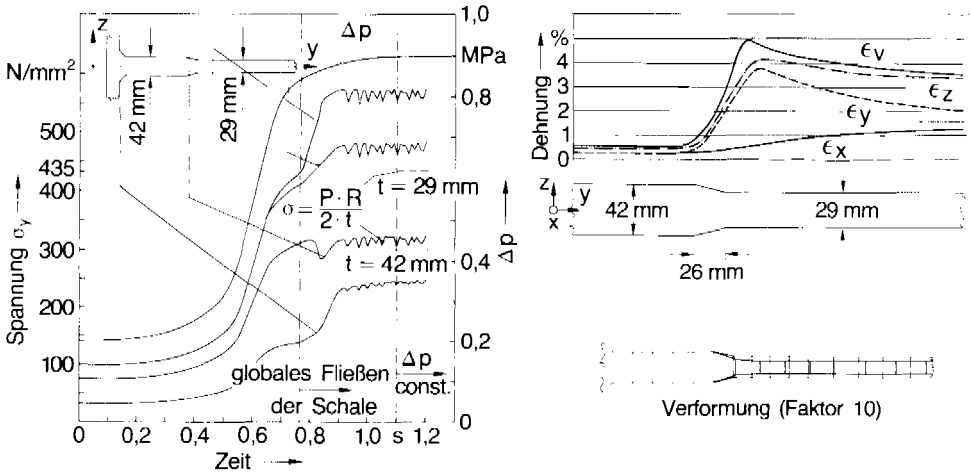 1,0
Δp
MPa
0,8
0,4
0,2
0
Δp
N/mm²
500
435
400
300
200
100
0
Spannung σy
z
y
42 mm
29 mm
t = 29 mm
σ = P · R / 2 · t
t = 42 mm
globales Fließen
der Schale
Δp
const.
0 0,2 0,4 0,6 0,8 1,0 s 1,2
Zeit
%
4
3
2
1
0
Dehnung
εv
εz
εy
εx
z
y
x
42 mm
29 mm
26 mm
Verformung (Faktor 10)